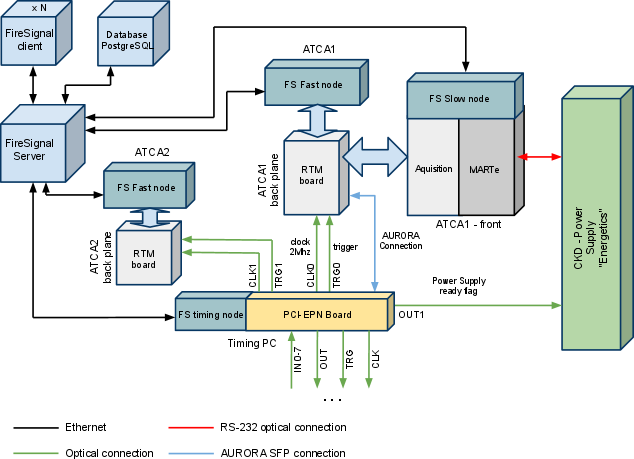 x N
FireSignal
client
Database
PostgreSQL
ATCA1
FS Fast node
FS Slow node
FireSignal
Server
ATCA2
FS Fast node
RTM
board
ATCA1
back plane
Aquisition
MARTe
ATCA1 - front
CKD - Power
Supply
"Energetics"
ATCA2
back plane
RTM
board
CLK1
TRG1
clock
2Mhz
CLK0
trigger
TRG0
AURORA
Connection
Power Supply
ready flag
FS timing node
PCI-EPN Board
OUT1
Timing PC
IN0-7
OUT
TRG
CLK
...
Ethernet
RS-232 optical connection
Optical connection
AURORA SFP connection